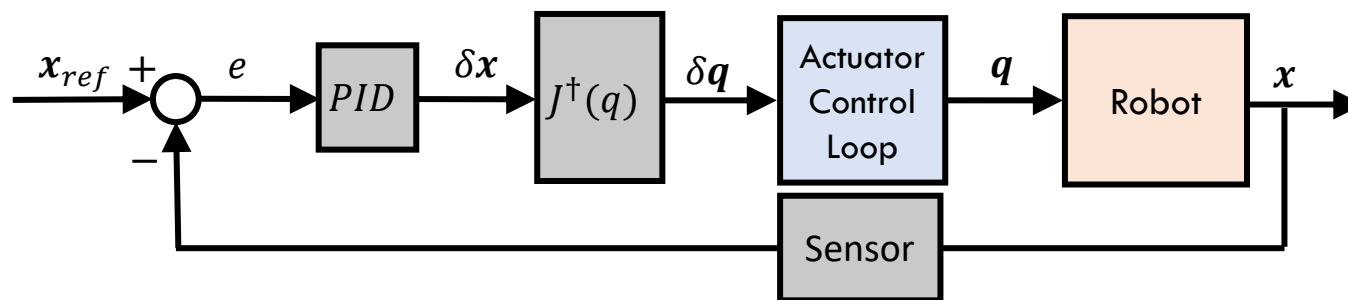 x_ref + e PID δx J†(q) δq Actuator Control Loop q Robot x
−
Sensor